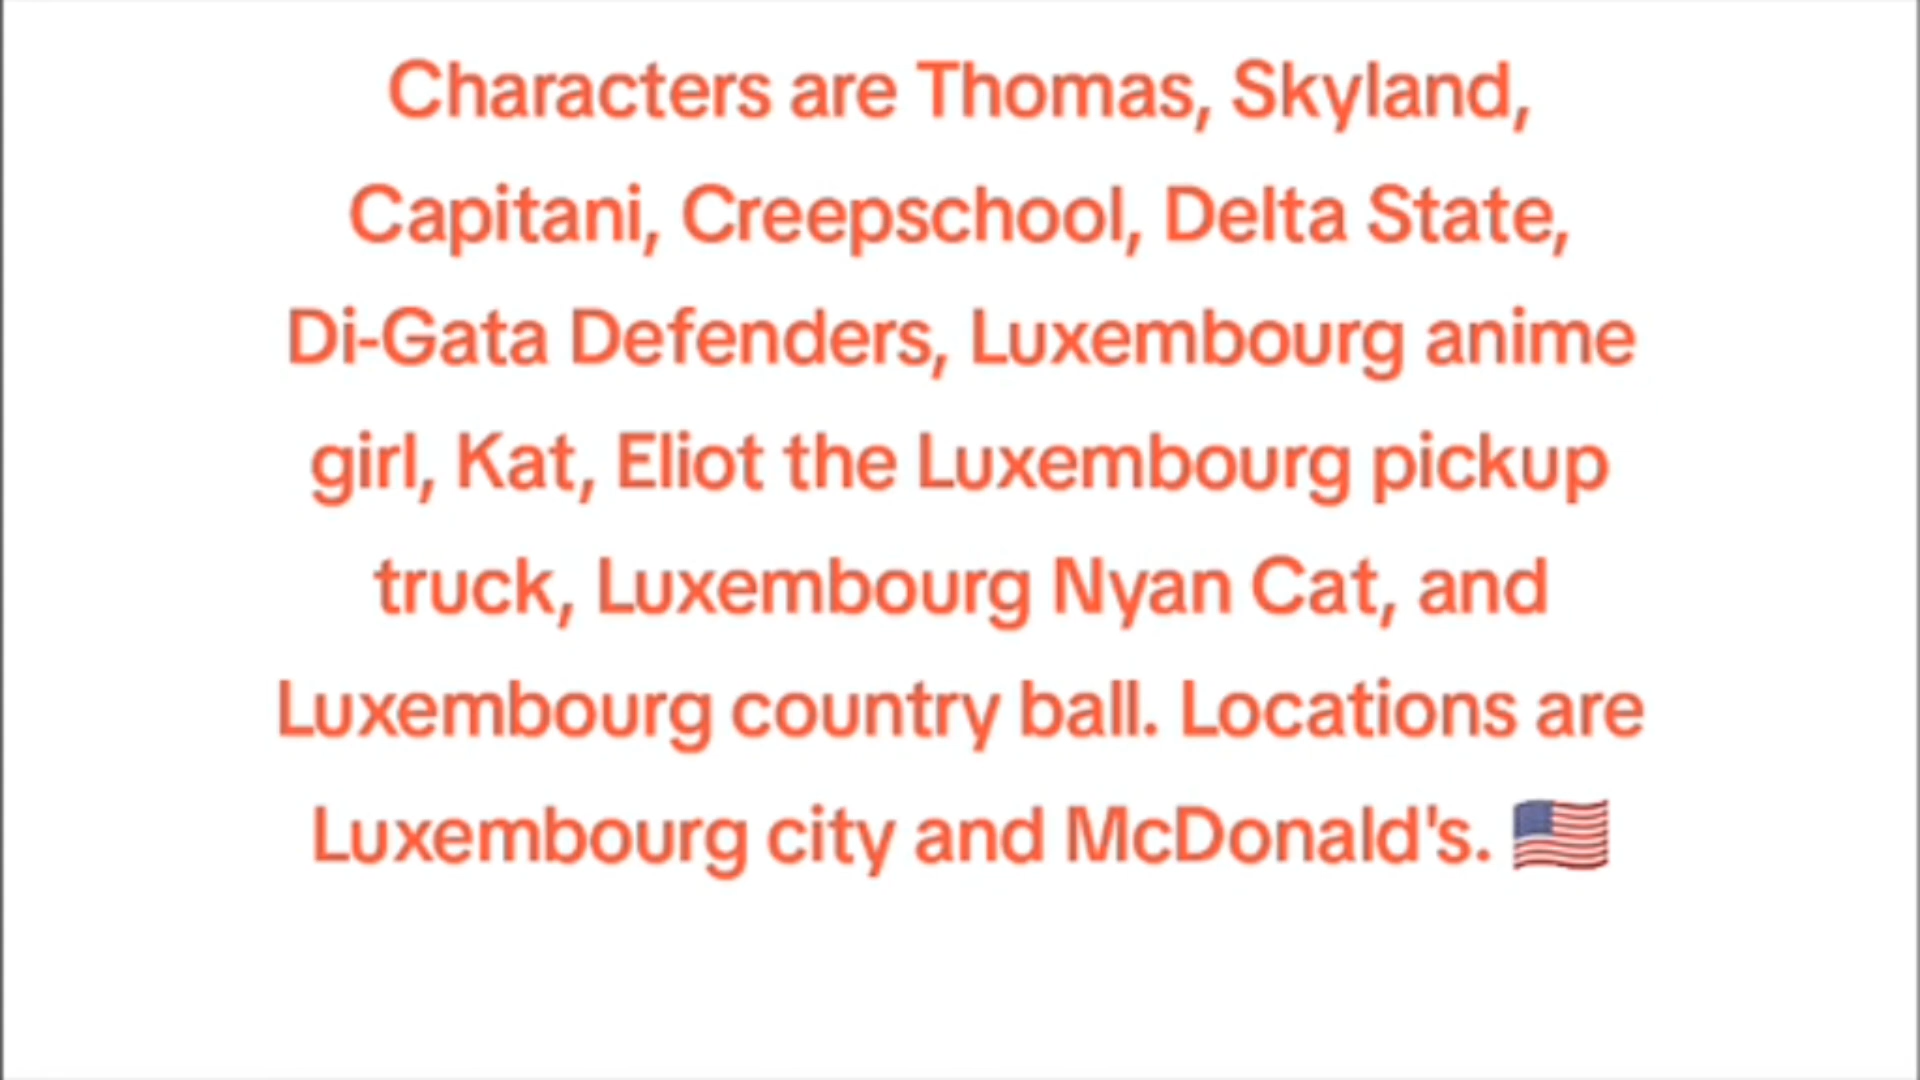 Characters are Thomas, Skyland,
Capitani, Creepschool, Delta State,
Di-Gata Defenders, Luxembourg anime
girl, Kat, Eliot the Luxembourg pickup
truck, Luxembourg Nyan Cat, and
Luxembourg country ball. Locations are
Luxembourg city and McDonald's. 🇺🇸